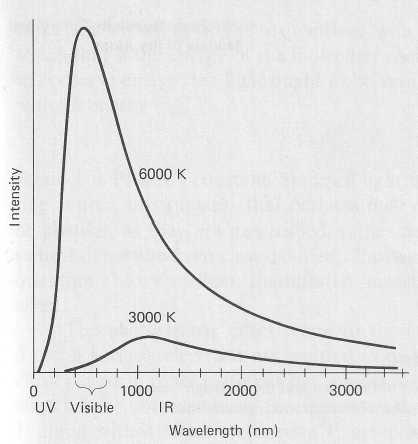 Intensity
6000 K
3000 K
0 1000 2000 3000
UV Visible IR
Wavelength (nm)